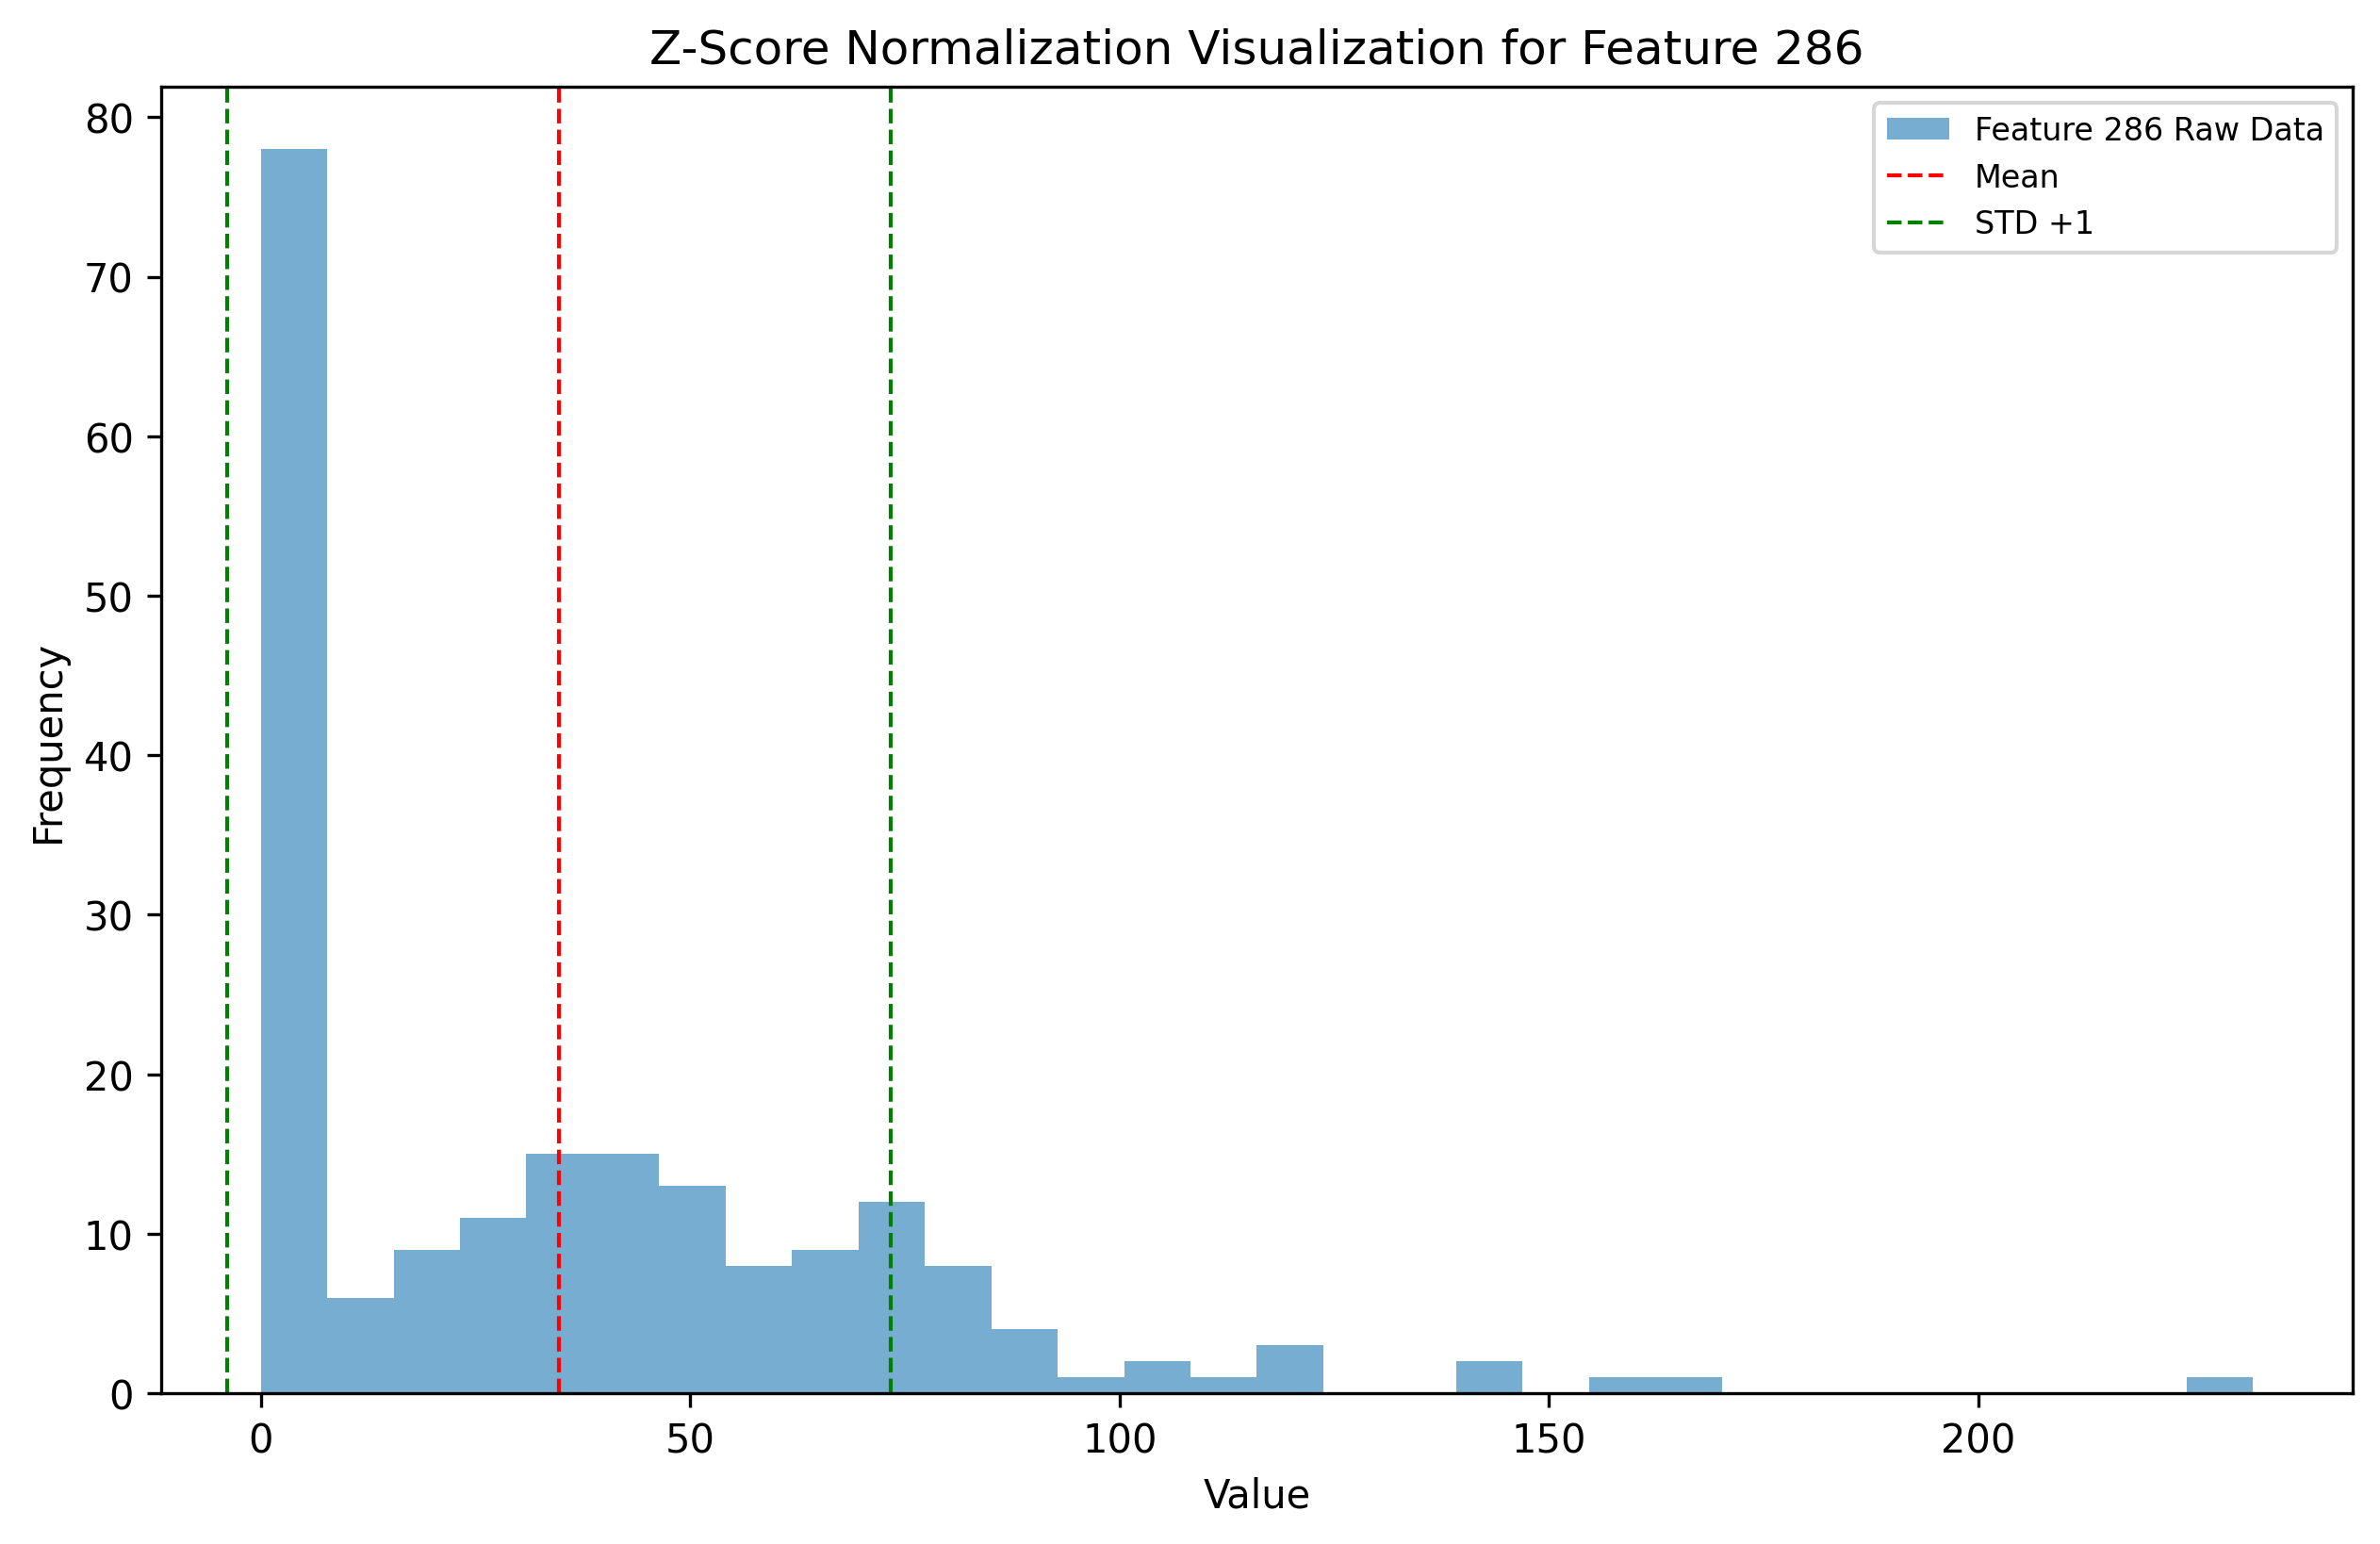 Z-Score Normalization Visualization for Feature 286
Feature 286 Raw Data
Mean
STD +1
80
70
60
50
40
30
20
10
0
Frequency
0 50 100 150 200
Value